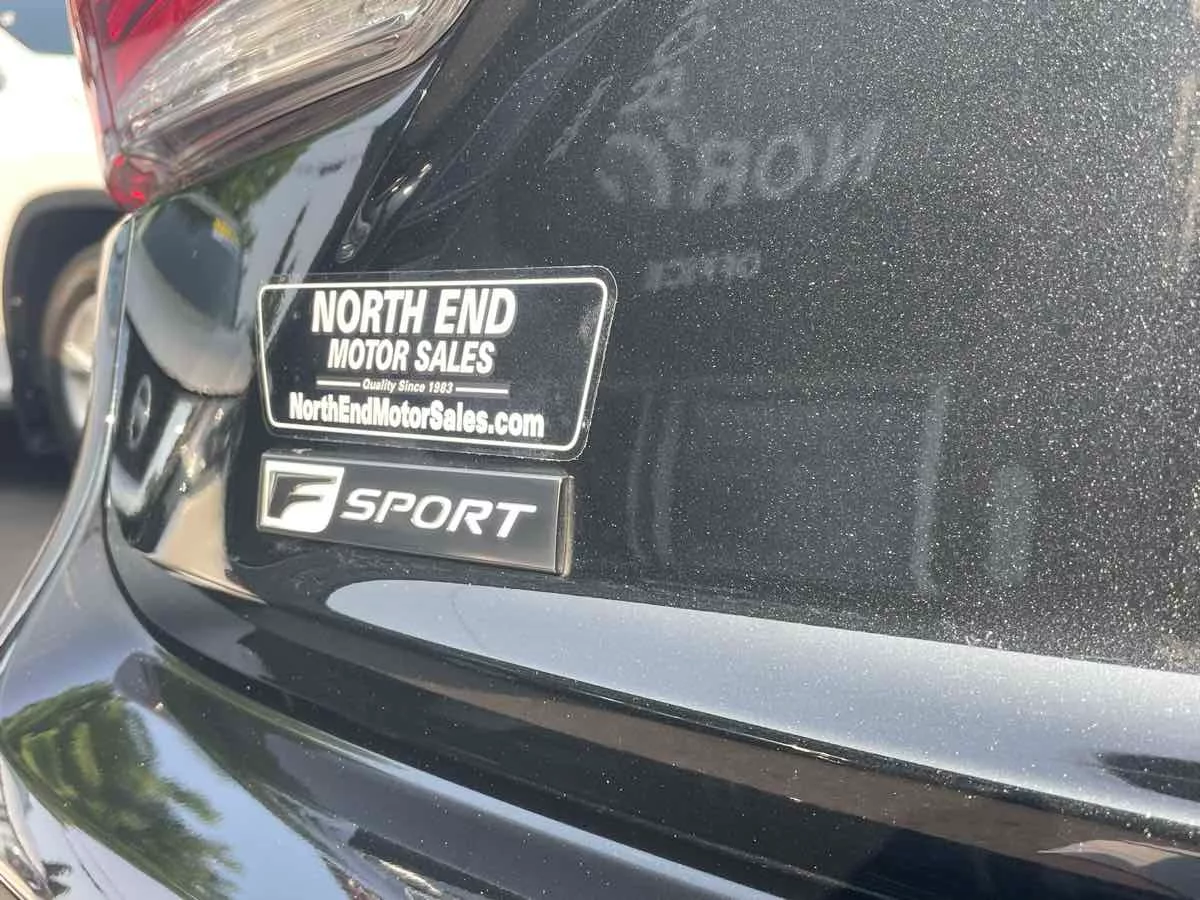 NORTH END
MOTOR SALES
Quality Since 1983
NorthEndMotorSales.com
F SPORT